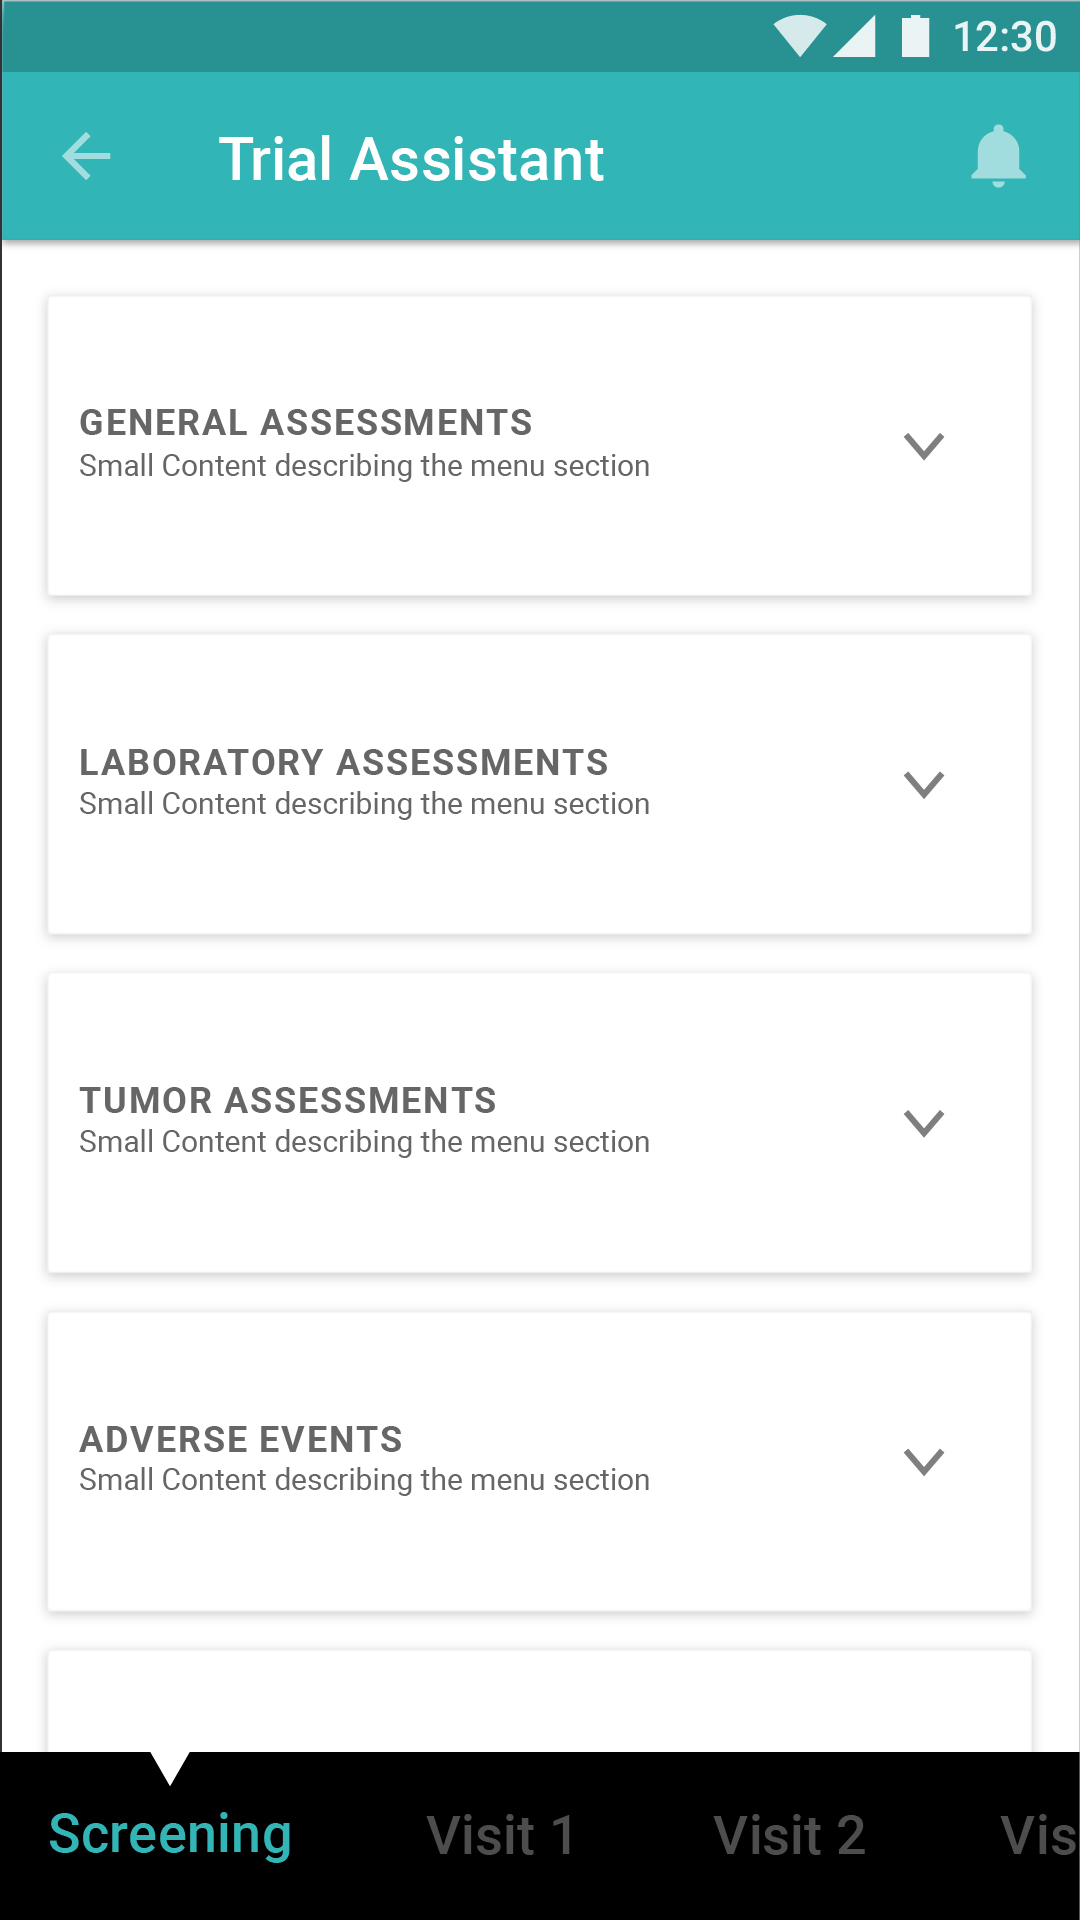 12:30
Trial Assistant
GENERAL ASSESSMENTS
Small Content describing the menu section
LABORATORY ASSESSMENTS
Small Content describing the menu section
TUMOR ASSESSMENTS
Small Content describing the menu section
ADVERSE EVENTS
Small Content describing the menu section
Screening Visit 1 Visit 2 Vis